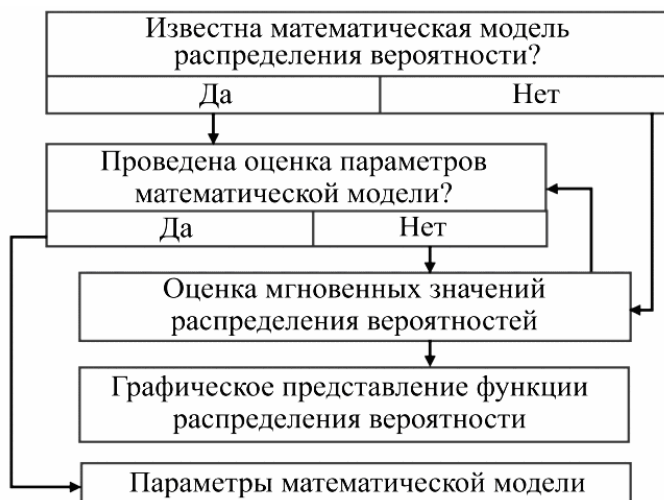 Известна математическая модель
распределения вероятности?
Да
Нет
Проведена оценка параметров
математической модели?
Да
Нет
Оценка мгновенных значений
распределения вероятностей
Графическое представление функции
распределения вероятности
Параметры математической модели